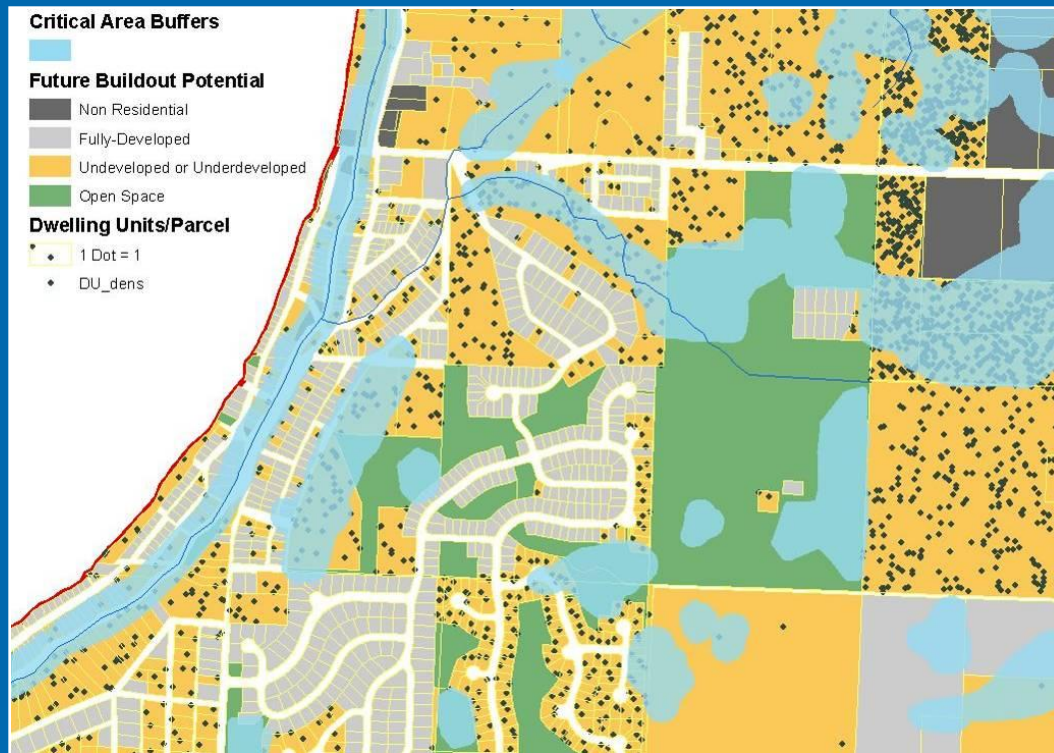 Critical Area Buffers
Future Buildout Potential
Non Residential
Fully-Developed
Undeveloped or Underdeveloped
Open Space
Dwelling Units/Parcel
1 Dot = 1
DU_dens